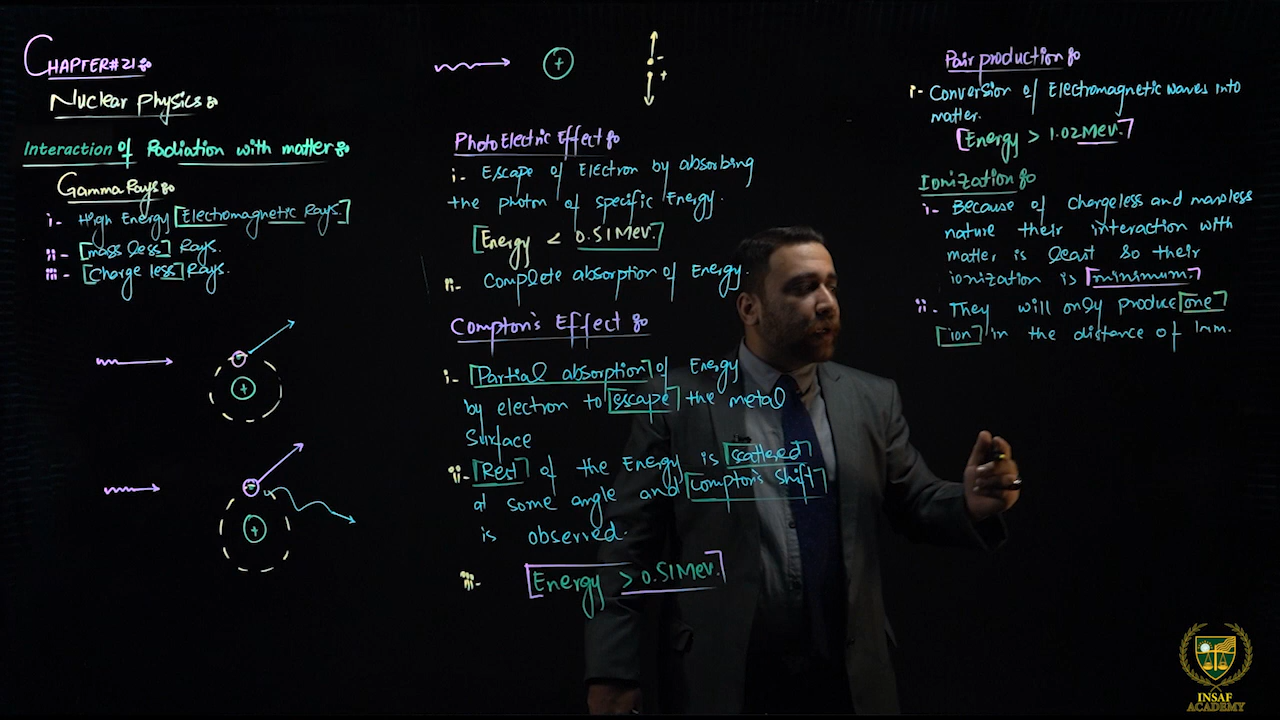 CHAPTER#21:
Nuclear Physics:
Interaction of Radiation with matter:
Gamma Rays:
i- High Energy [Electromagnetic Rays.]
ii- [mass less] Rays.
iii- [Charge less] Rays.
-
+
-
+
+
-
+
Photo Electric Effect:
i- Escape of Electron by absorbing
the photon of specific Energy.
[Energy < 0.51Mev.]
ii- Complete absorption of Energy.
Compton's Effect:
i- [Partial absorption] of Energy
by electron to [escape] the metal
Surface
ii- [Rest] of the Energy is [scattered]
at some angle and [Compton's shift]
is observed.
iii- [Energy > 0.51Mev.]
Pair production:
i- Conversion of Electromagnetic waves into
matter.
[Energy > 1.02Mev.]
Ionization:
i- Because of chargeless and massless
nature their interaction with
matter is least so their
ionization is [minimum.]
ii- They will only produce [one]
[ion] in the distance of 1mm.
INSAF
ACADEMY